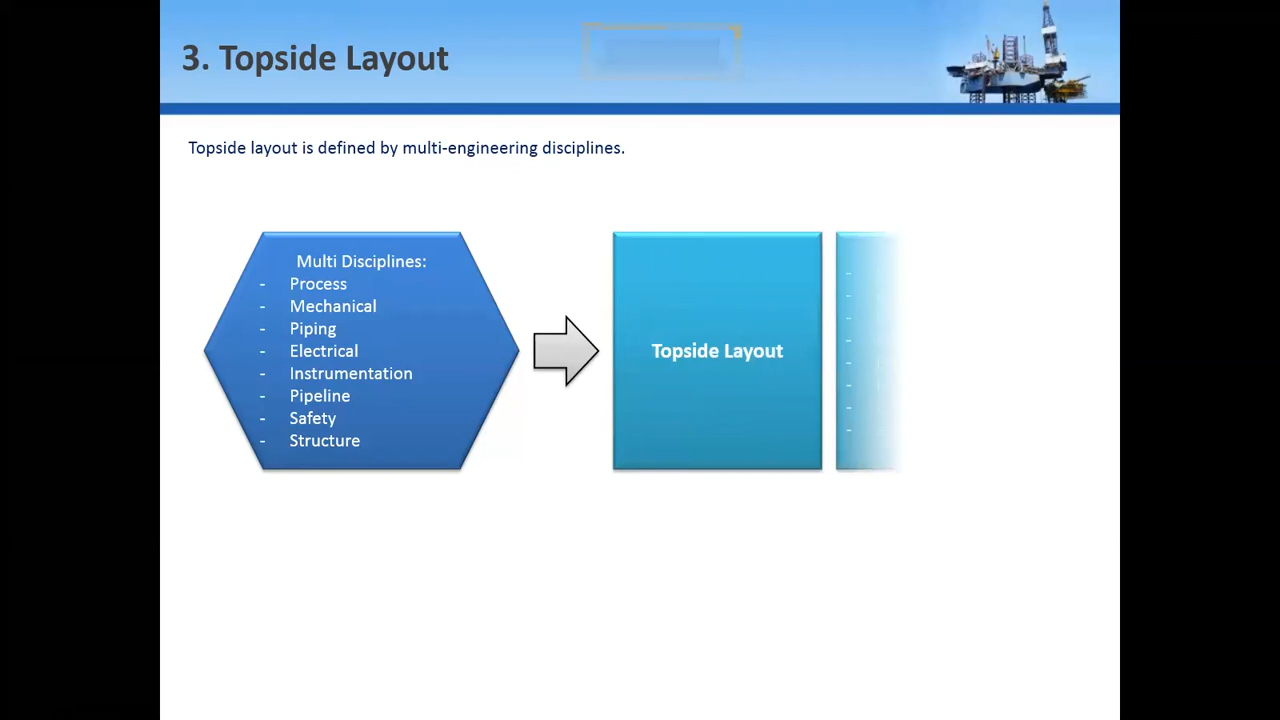 3. Topside Layout
Topside layout is defined by multi-engineering disciplines.
Multi Disciplines:
- Process
- Mechanical
- Piping
- Electrical
- Instrumentation
- Pipeline
- Safety
- Structure
Topside Layout
-
-
-
-
-
-
-
-